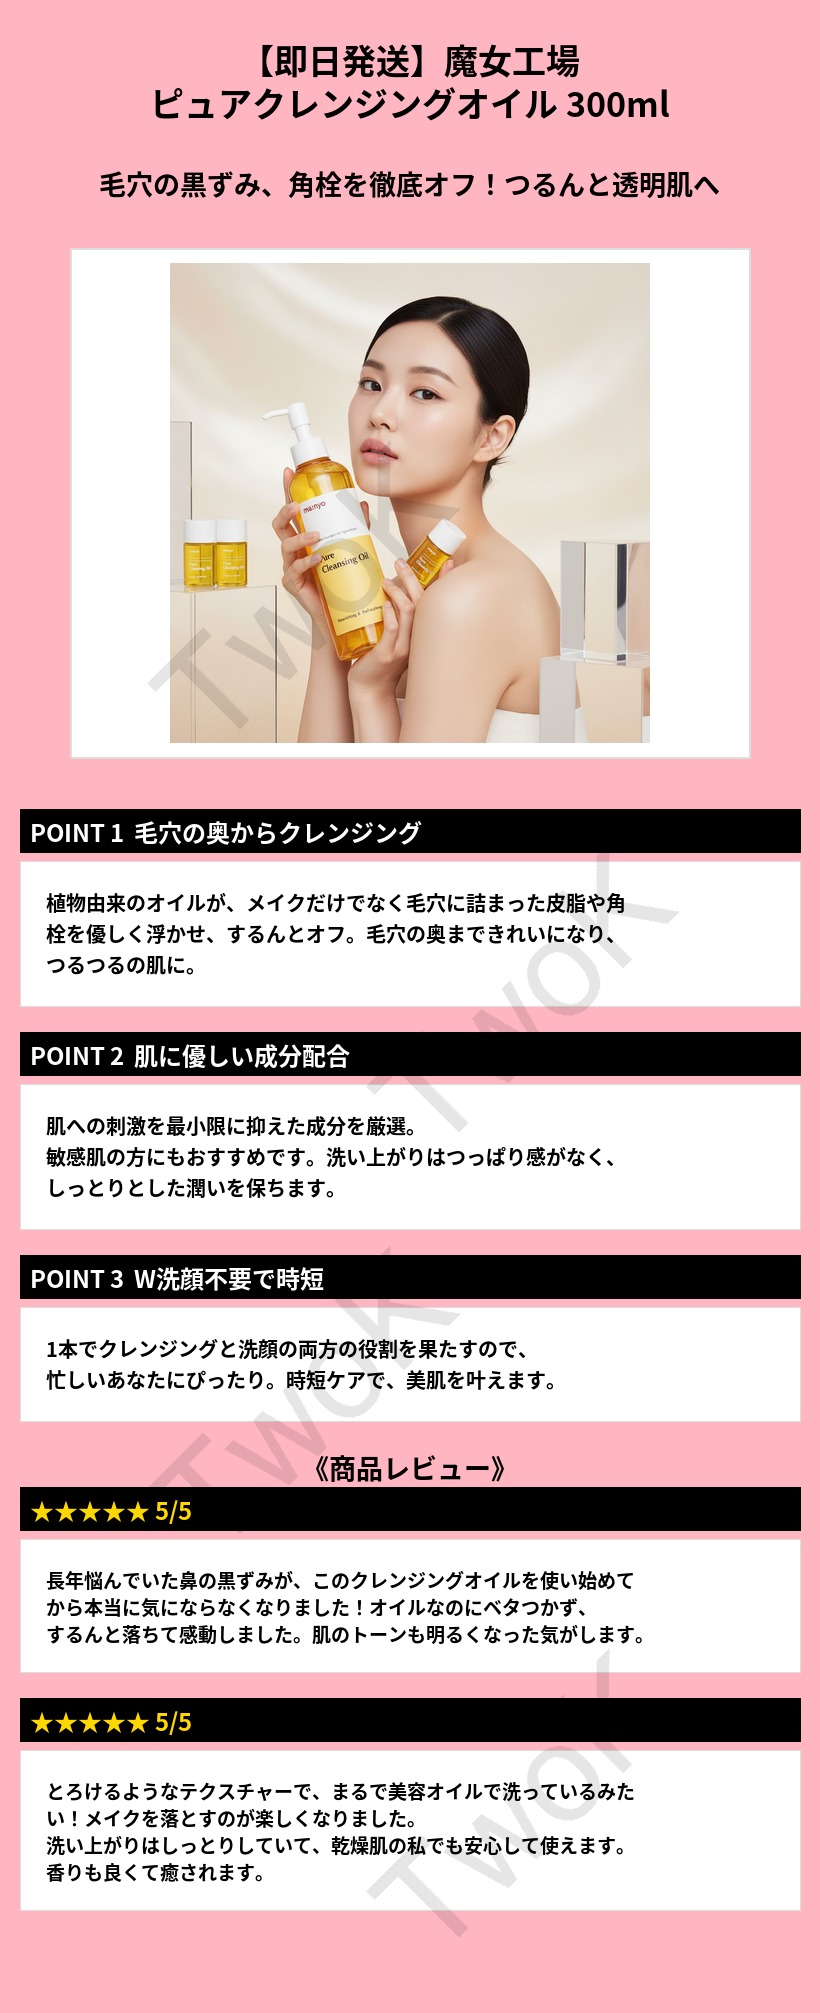 【即日発送】魔女工場
ピュアクレンジングオイル 300ml
毛穴の黒ずみ、角栓を徹底オフ！つるんと透明肌へ
ma:nyo
Pure
Cleansing Oil
Nourishing & Refreshing
TwoK
POINT 1 毛穴の奥からクレンジング
植物由来のオイルが、メイクだけでなく毛穴に詰まった皮脂や角
栓を優しく浮かせ、するんとオフ。毛穴の奥まできれいになり、
つるつるの肌に。
TwoK
POINT 2 肌に優しい成分配合
肌への刺激を最小限に抑えた成分を厳選。
敏感肌の方にもおすすめです。洗い上がりはつっぱり感がなく、
しっとりとした潤いを保ちます。
POINT 3 W洗顔不要で時短
1本でクレンジングと洗顔の両方の役割を果たすので、
忙しいあなたにぴったり。時短ケアで、美肌を叶えます。
TwoK
《商品レビュー》
★★★★★ 5/5
長年悩んでいた鼻の黒ずみが、このクレンジングオイルを使い始めて
から本当に気にならなくなりました！オイルなのにベタつかず、
するんと落ちて感動しました。肌のトーンも明るくなった気がします。
★★★★★ 5/5
とろけるようなテクスチャーで、まるで美容オイルで洗っているみた
い！メイクを落とすのが楽しくなりました。
洗い上がりはしっとりしていて、乾燥肌の私でも安心して使えます。
香りも良くて癒されます。
TwoK